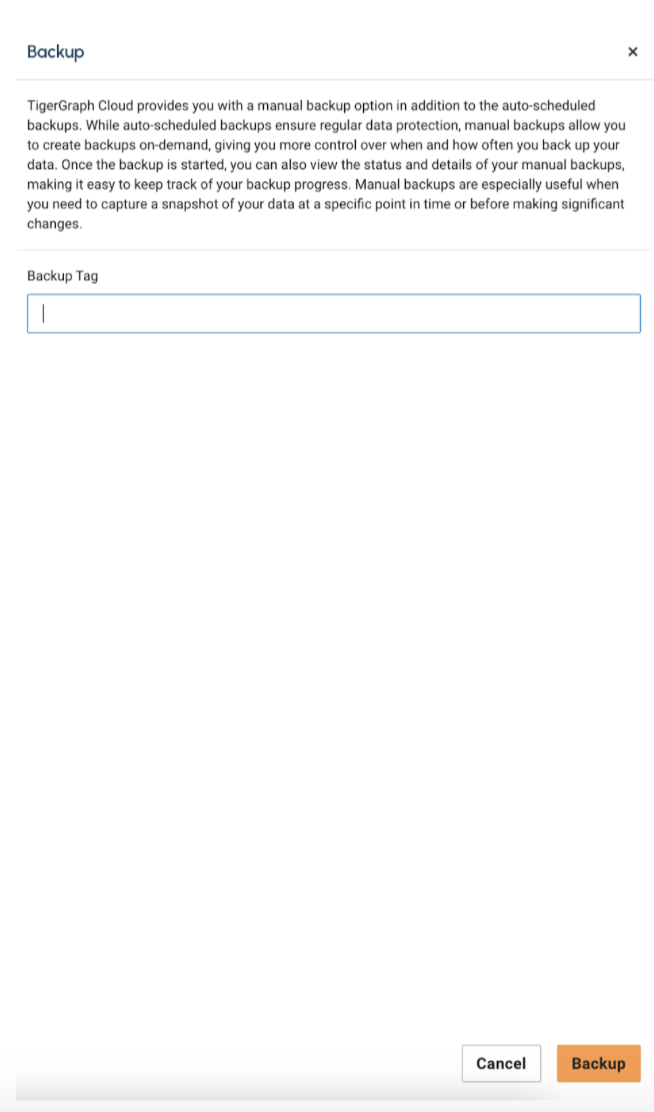 Backup
×
TigerGraph Cloud provides you with a manual backup option in addition to the auto-scheduled
backups. While auto-scheduled backups ensure regular data protection, manual backups allow you
to create backups on-demand, giving you more control over when and how often you back up your
data. Once the backup is started, you can also view the status and details of your manual backups,
making it easy to keep track of your backup progress. Manual backups are especially useful when
you need to capture a snapshot of your data at a specific point in time or before making significant
changes.
Backup Tag
Cancel
Backup